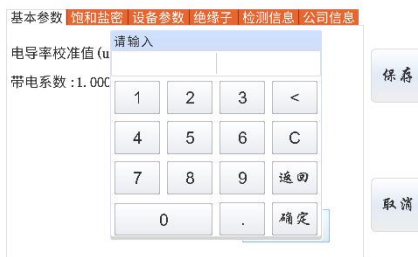 基本参数 饱和盐密 设备参数 绝缘子 检测信息 公司信息
请输入
电导率校准值(u
带电系数:1.000
1 2 3 <
4 5 6 C
7 8 9 返回
0 . 确定
保存
取消